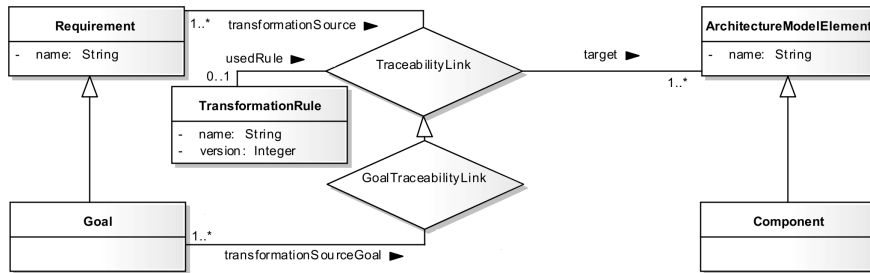 Requirement
- name: String
1..*
transformationSource
usedRule
0..1
TraceabilityLink
target
1..*
ArchitectureModelElement
- name: String
TransformationRule
- name: String
- version: Integer
GoalTraceabilityLink
Goal
1..*
transformationSourceGoal
Component